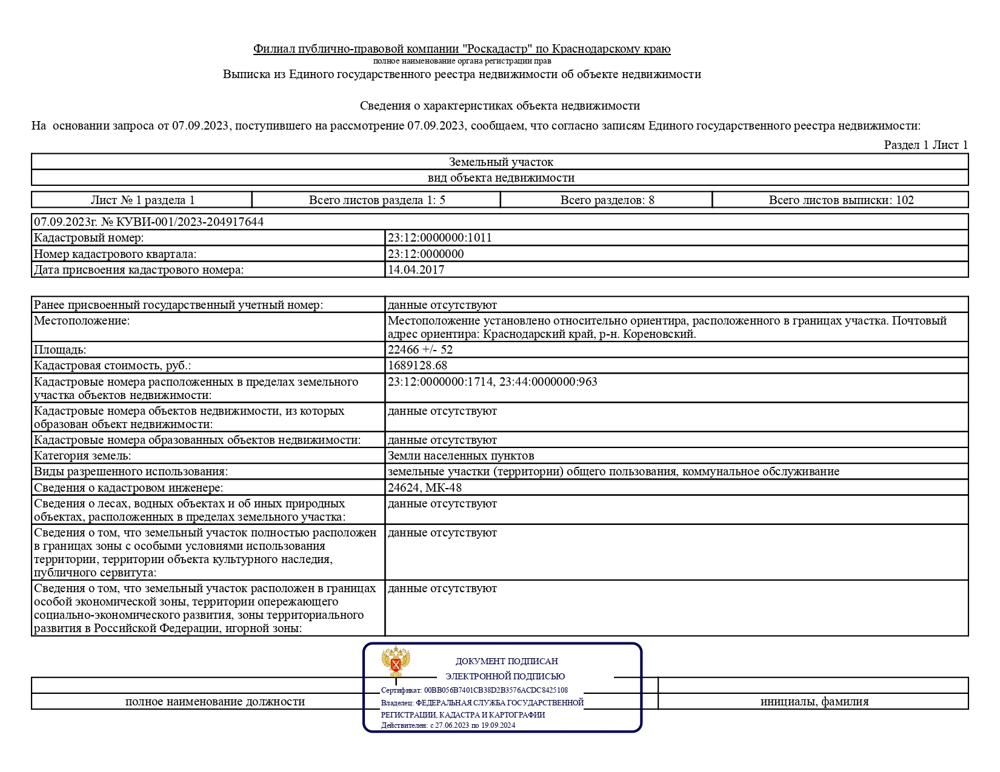 Филиал публично-правовой компании "Роскадастр" по Краснодарскому краю
полное наименование органа регистрации прав
Выписка из Единого государственного реестра недвижимости об объекте недвижимости
Сведения о характеристиках объекта недвижимости
На основании запроса от 07.09.2023, поступившего на рассмотрение 07.09.2023, сообщаем, что согласно записям Единого государственного реестра недвижимости:
Раздел 1 Лист 1
Земельный участок
вид объекта недвижимости
Лист № 1 раздела 1 Всего листов раздела 1: 5 Всего разделов: 8 Всего листов выписки: 102
07.09.2023г. № КУВИ-001/2023-204917644
Кадастровый номер: 23:12:0000000:1011
Номер кадастрового квартала: 23:12:0000000
Дата присвоения кадастрового номера: 14.04.2017
Ранее присвоенный государственный учетный номер: данные отсутствуют
Местоположение: Местоположение установлено относительно ориентира, расположенного в границах участка. Почтовый
адрес ориентира: Краснодарский край, р-н. Кореновский.
Площадь: 22466 +/- 52
Кадастровая стоимость, руб.: 1689128.68
Кадастровые номера расположенных в пределах земельного 23:12:0000000:1714, 23:44:0000000:963
участка объектов недвижимости:
Кадастровые номера объектов недвижимости, из которых данные отсутствуют
образован объект недвижимости:
Кадастровые номера образованных объектов недвижимости: данные отсутствуют
Категория земель: Земли населенных пунктов
Виды разрешенного использования: земельные участки (территории) общего пользования, коммунальное обслуживание
Сведения о кадастровом инженере: 24624, МК-48
Сведения о лесах, водных объектах и об иных природных данные отсутствуют
объектах, расположенных в пределах земельного участка:
Сведения о том, что земельный участок полностью расположен данные отсутствуют
в границах зоны с особыми условиями использования
территории, территории объекта культурного наследия,
публичного сервитута:
Сведения о том, что земельный участок расположен в границах данные отсутствуют
особой экономической зоны, территории опережающего
социально-экономического развития, зоны территориального
развития в Российской Федерации, игорной зоны:
ДОКУМЕНТ ПОДПИСАН
ЭЛЕКТРОННОЙ ПОДПИСЬЮ
Сертификат: 00BB056B7401CB38D2B3576ACDC8425108
Владелец: ФЕДЕРАЛЬНАЯ СЛУЖБА ГОСУДАРСТВЕННОЙ
РЕГИСТРАЦИИ, КАДАСТРА И КАРТОГРАФИИ
Действителен: с 27.06.2023 по 19.09.2024
полное наименование должности инициалы, фамилия